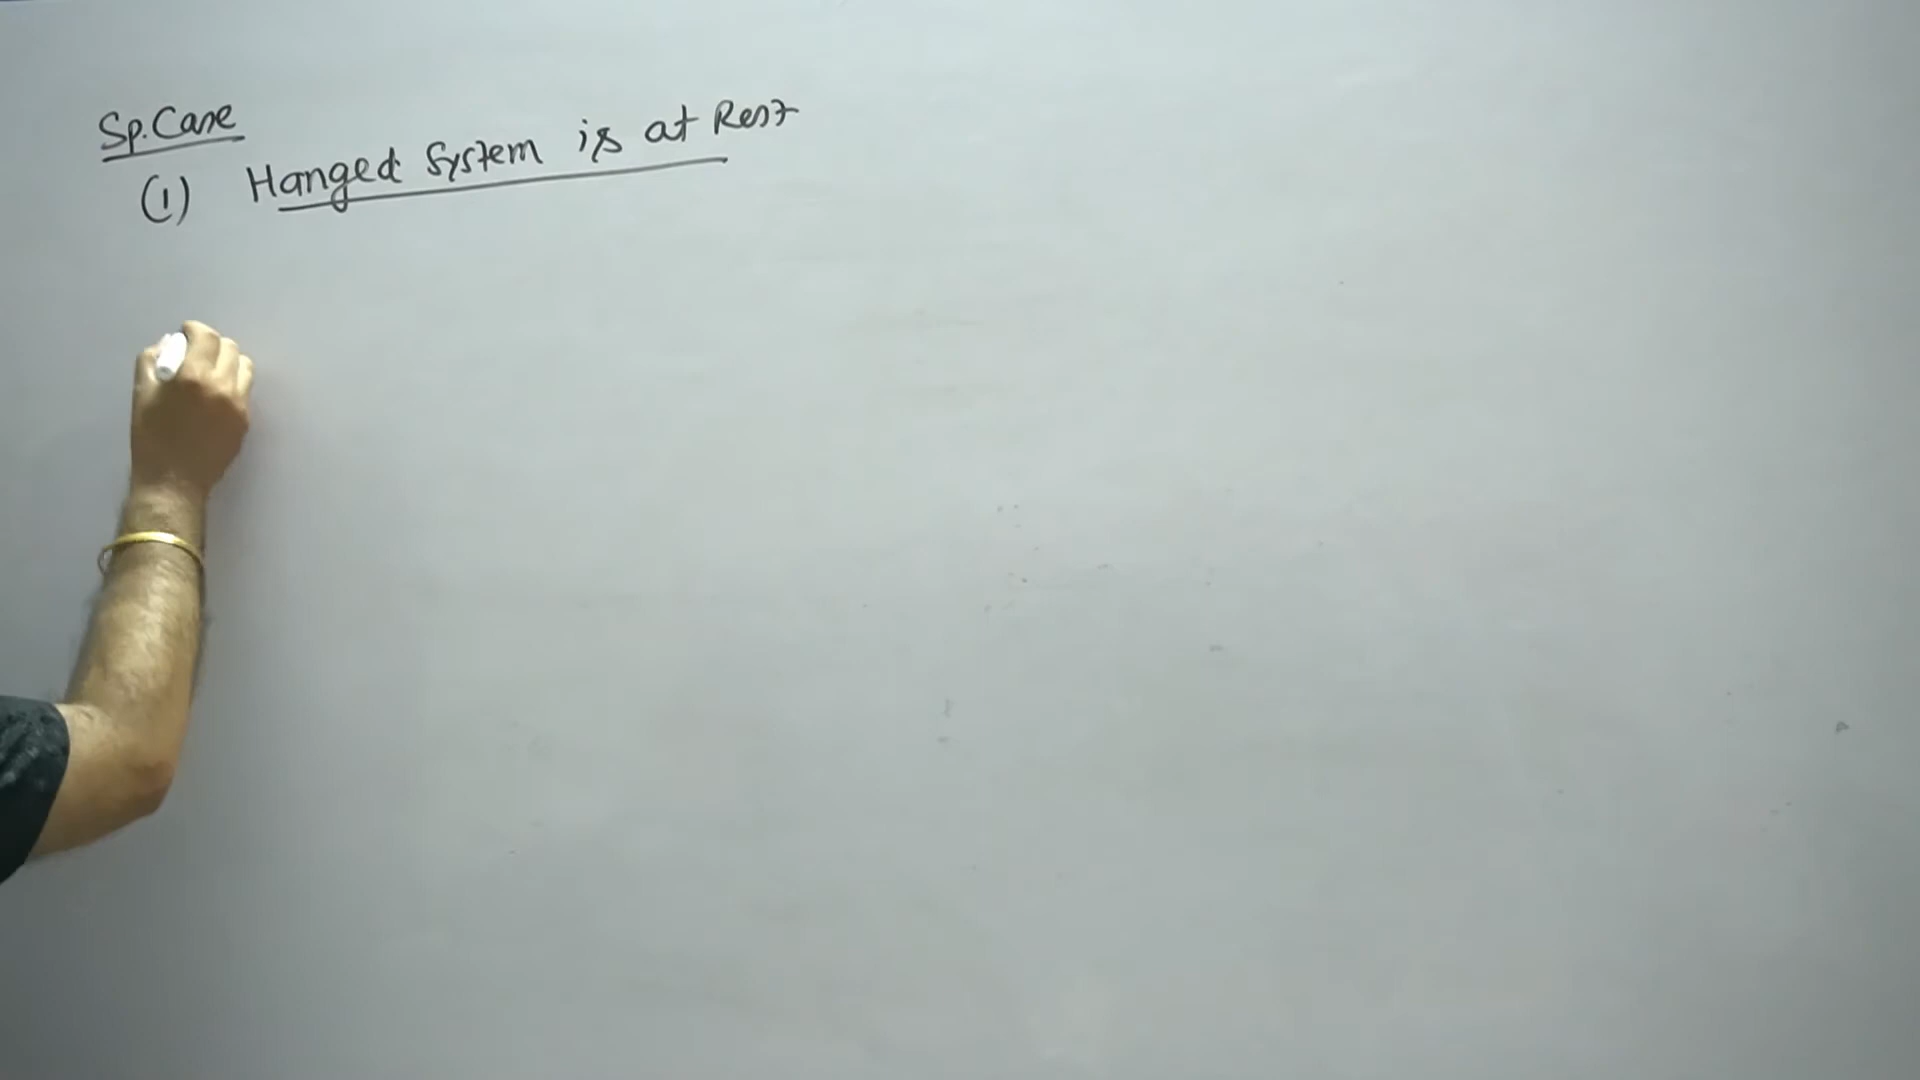 Sp. Case
(1) Hanged System is at Rest